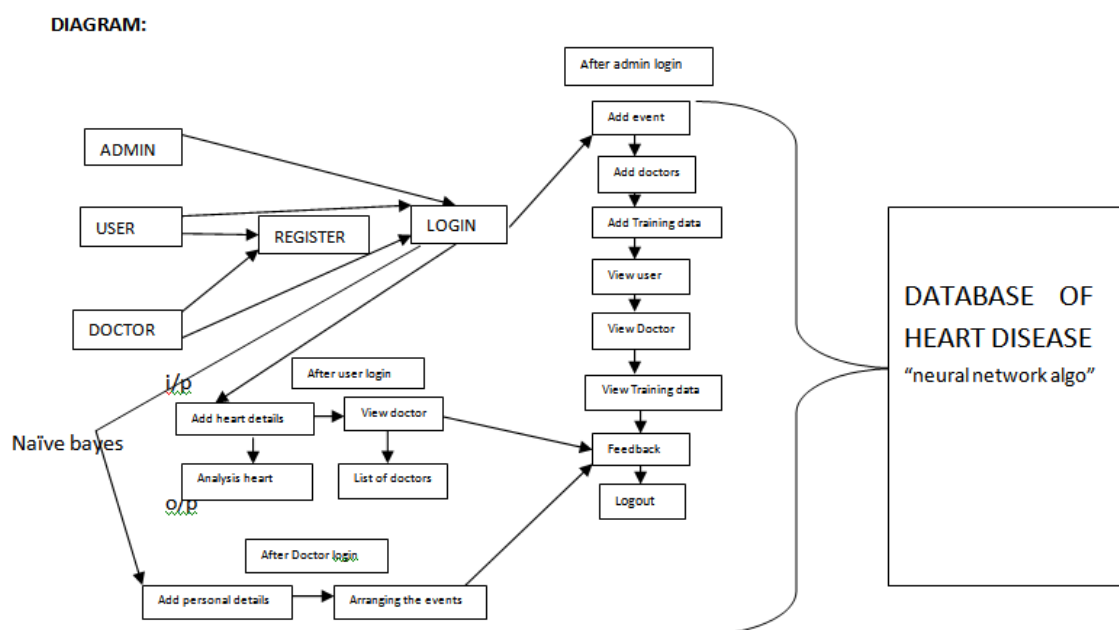 DIAGRAM:
After admin login
Add event
ADMIN
Add doctors
USER
REGISTER
LOGIN
Add Training data
View user
DOCTOR
View Doctor
DATABASE OF
HEART DISEASE
“neural network algo”
i/p
After user login
View Training data
Add heart details
View doctor
Naïve bayes
Feedback
Analysis heart
List of doctors
o/p
Logout
After Doctor login
Add personal details
Arranging the events